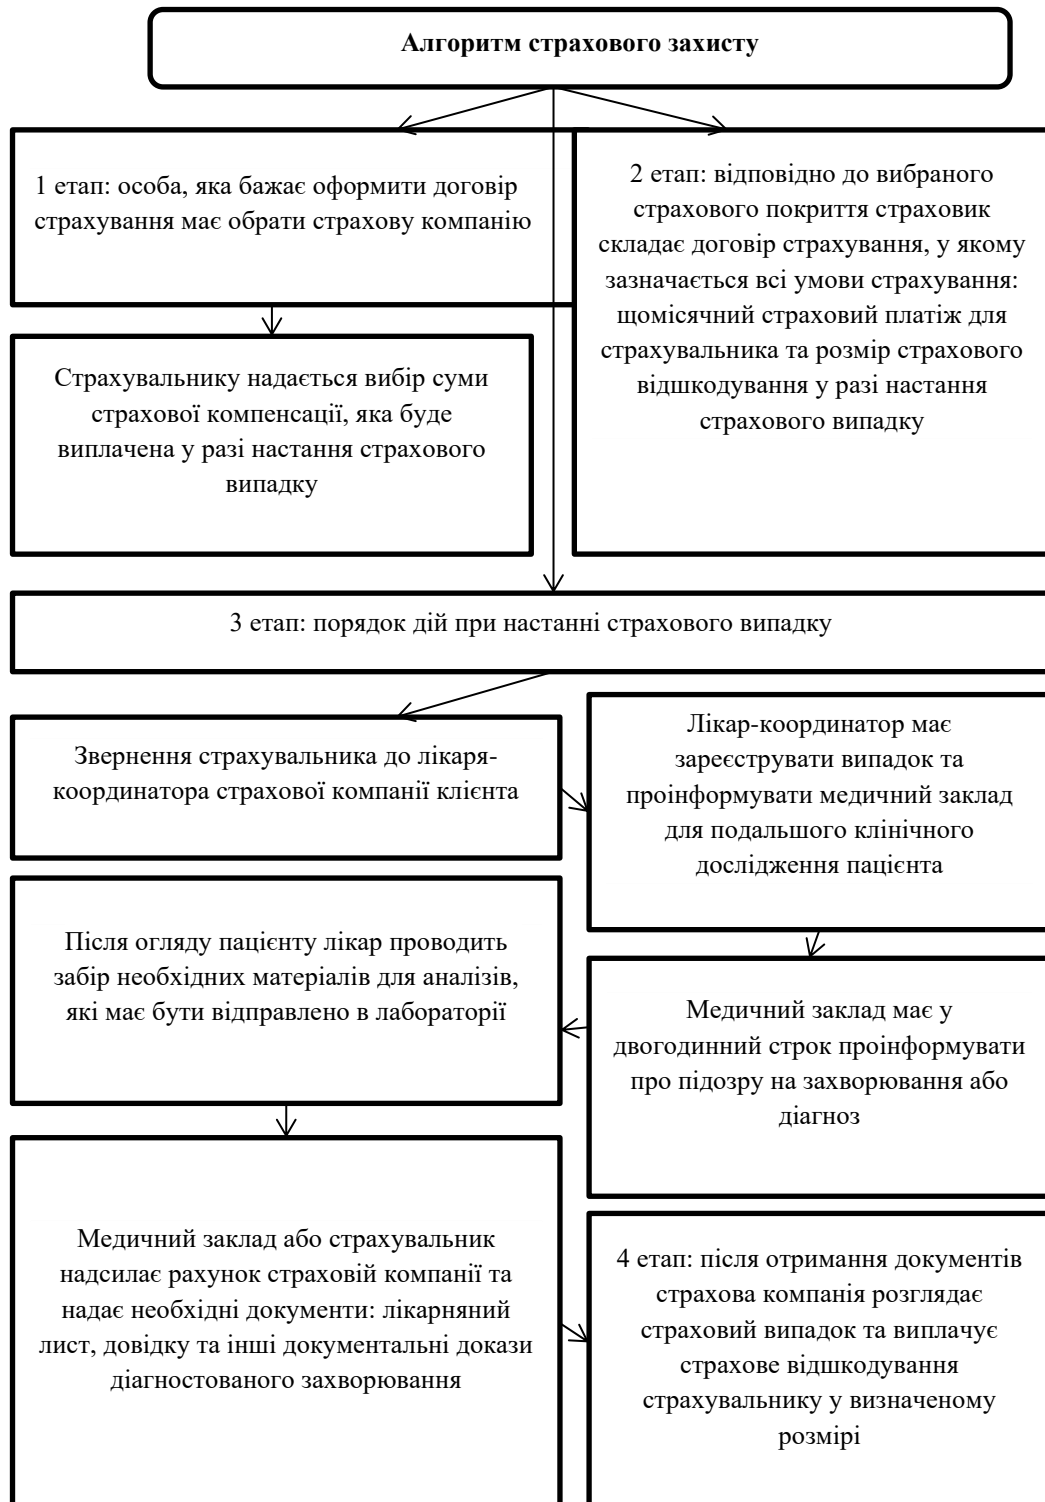 Алгоритм страхового захисту
1 етап: особа, яка бажає оформити договір
страхування має обрати страхову компанію
Страхувальнику надається вибір суми
страхової компенсації, яка буде
виплачена у разі настання страхового
випадку
2 етап: відповідно до вибраного
страхового покриття страховик
складає договір страхування, у якому
зазначається всі умови страхування:
щомісячний страховий платіж для
страхувальника та розмір страхового
відшкодування у разі настання
страхового випадку
3 етап: порядок дій при настанні страхового випадку
Звернення страхувальника до лікаря-
координатора страхової компанії клієнта
Лікар-координатор має
зареєструвати випадок та
проінформувати медичний заклад
для подальшого клінічного
дослідження пацієнта
Медичний заклад має у
двогодинний строк проінформувати
про підозру на захворювання або
діагноз
Після огляду пацієнту лікар проводить
забір необхідних матеріалів для аналізів,
які має бути відправлено в лабораторії
Медичний заклад або страхувальник
надсилає рахунок страховій компанії та
надає необхідні документи: лікарняний
лист, довідку та інші документальні докази
діагностованого захворювання
4 етап: після отримання документів
страхова компанія розглядає
страховий випадок та виплачує
страхове відшкодування
страхувальнику у визначеному
розмірі